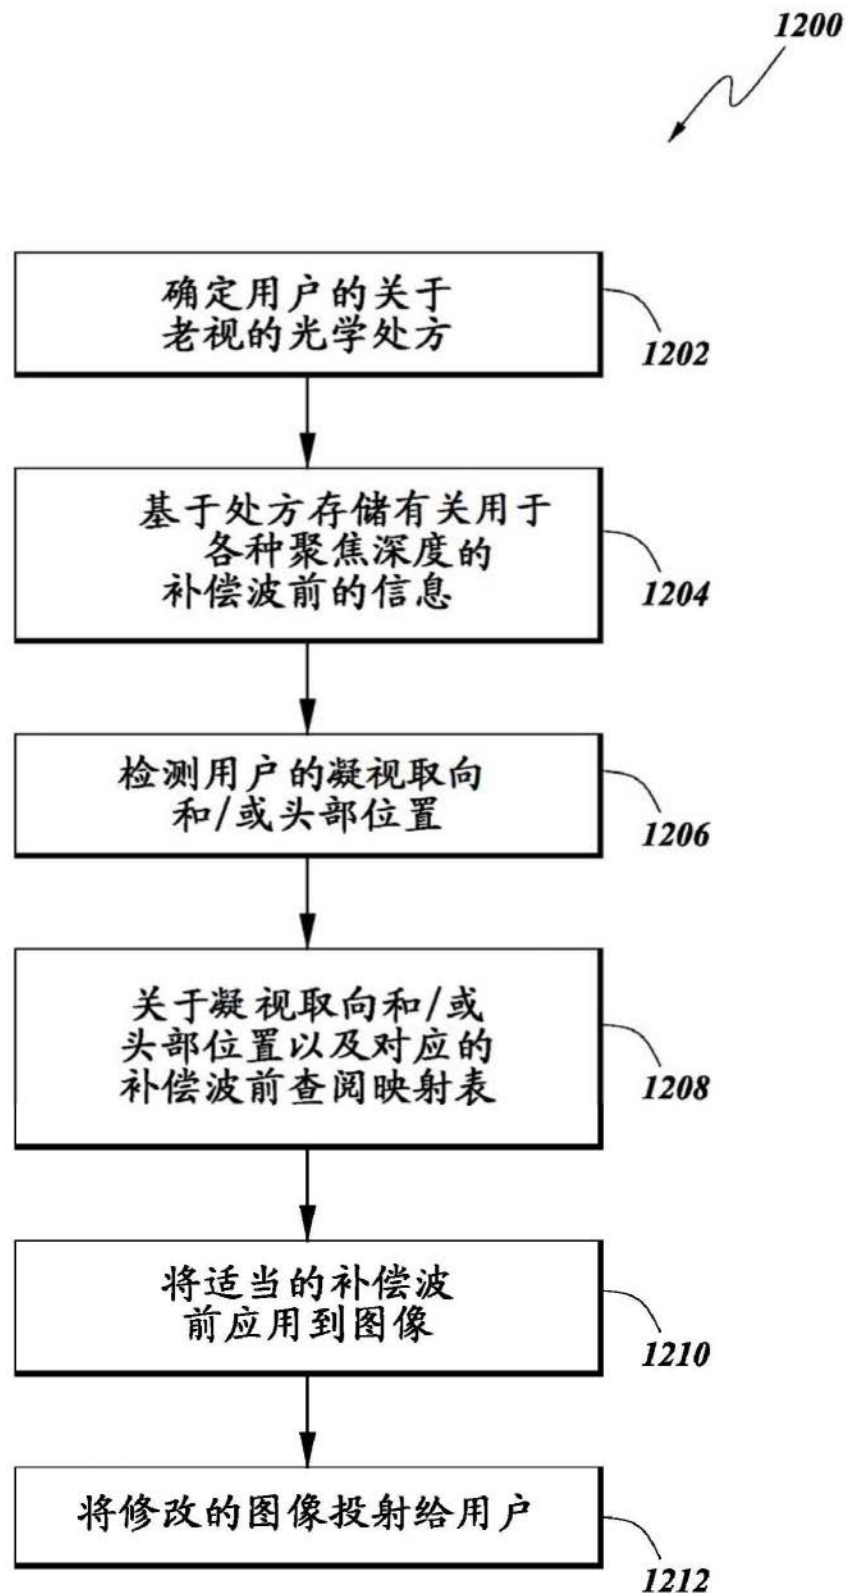 1200
确定用户的关于
老视的光学处方
1202
基于处方存储有关用于
各种聚焦深度的
补偿波前的信息
1204
检测用户的凝视取向
和/或头部位置
1206
关于凝视取向和/或
头部位置以及对应的
补偿波前查阅映射表
1208
将适当的补偿波
前应用到图像
1210
将修改的图像投射给用户
1212